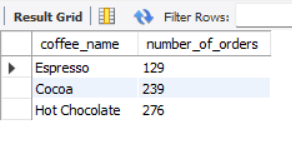 Result Grid Filter Rows:
coffee_name number_of_orders
Espresso 129
Cocoa 239
Hot Chocolate 276